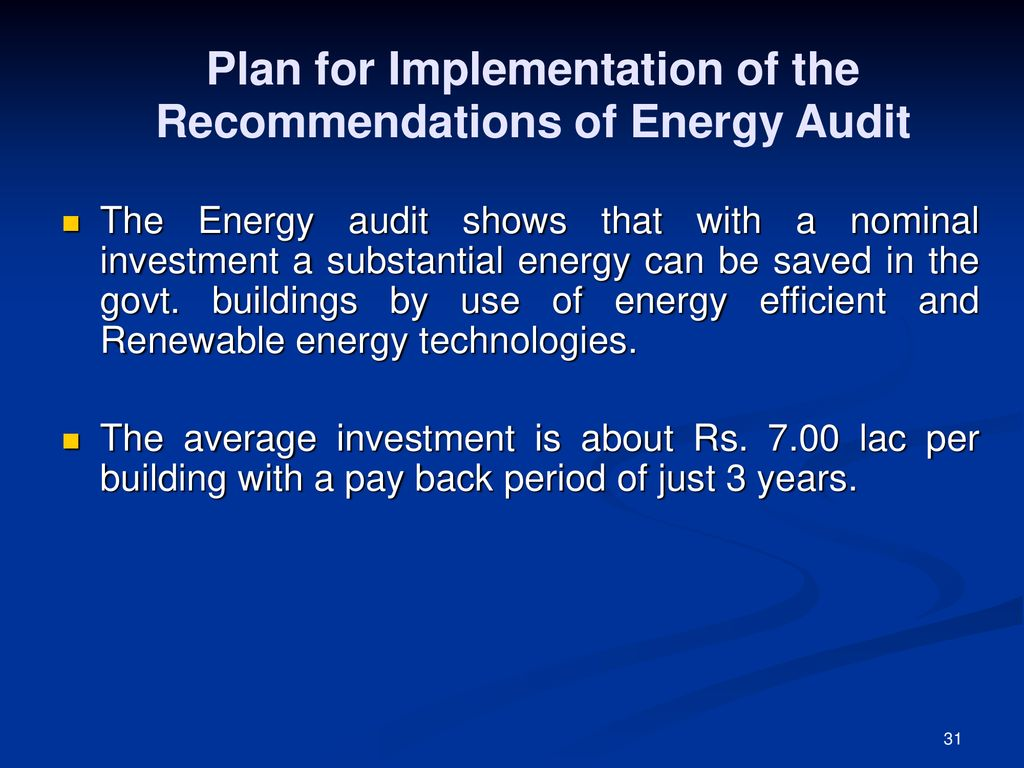 Plan for Implementation of the
Recommendations of Energy Audit
The Energy audit shows that with a nominal
investment a substantial energy can be saved in the
govt. buildings by use of energy efficient and
Renewable energy technologies.
The average investment is about Rs. 7.00 lac per
building with a pay back period of just 3 years.
31